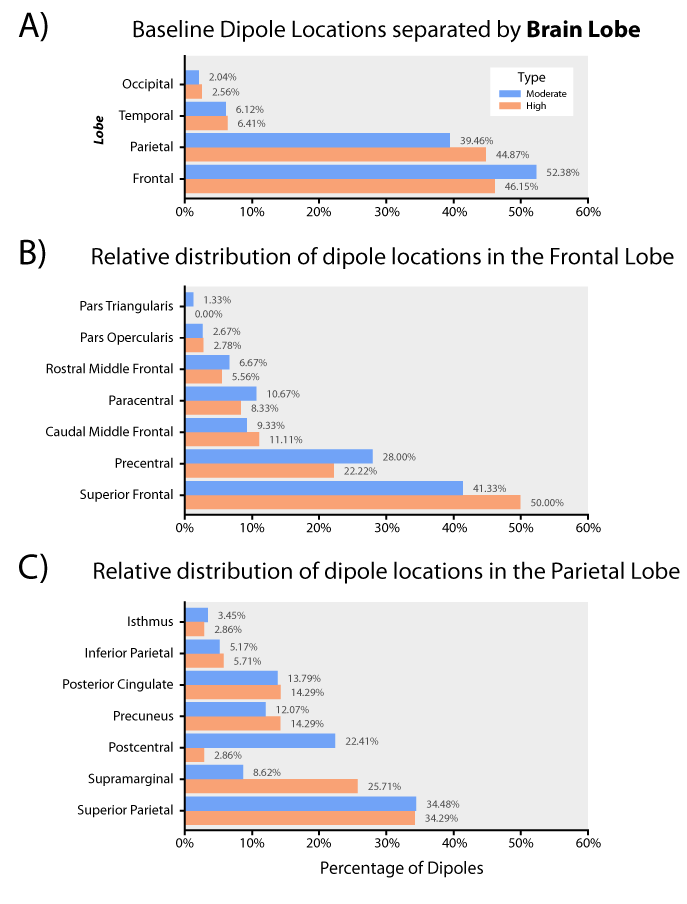 A)
Baseline Dipole Locations separated by Brain Lobe
Lobe
Type
Moderate
High
Occipital
2.04%
2.56%
Temporal
6.12%
6.41%
Parietal
39.46%
44.87%
Frontal
52.38%
46.15%
0% 10% 20% 30% 40% 50% 60%
B)
Relative distribution of dipole locations in the Frontal Lobe
Pars Triangularis
1.33%
0.00%
Pars Opercularis
2.67%
2.78%
Rostral Middle Frontal
6.67%
5.56%
Paracentral
10.67%
8.33%
Caudal Middle Frontal
9.33%
11.11%
Precentral
28.00%
22.22%
Superior Frontal
41.33%
50.00%
0% 10% 20% 30% 40% 50% 60%
C)
Relative distribution of dipole locations in the Parietal Lobe
Isthmus
3.45%
2.86%
Inferior Parietal
5.17%
5.71%
Posterior Cingulate
13.79%
14.29%
Precuneus
12.07%
14.29%
Postcentral
22.41%
2.86%
Supramarginal
8.62%
25.71%
Superior Parietal
34.48%
34.29%
0% 10% 20% 30% 40% 50% 60%
Percentage of Dipoles